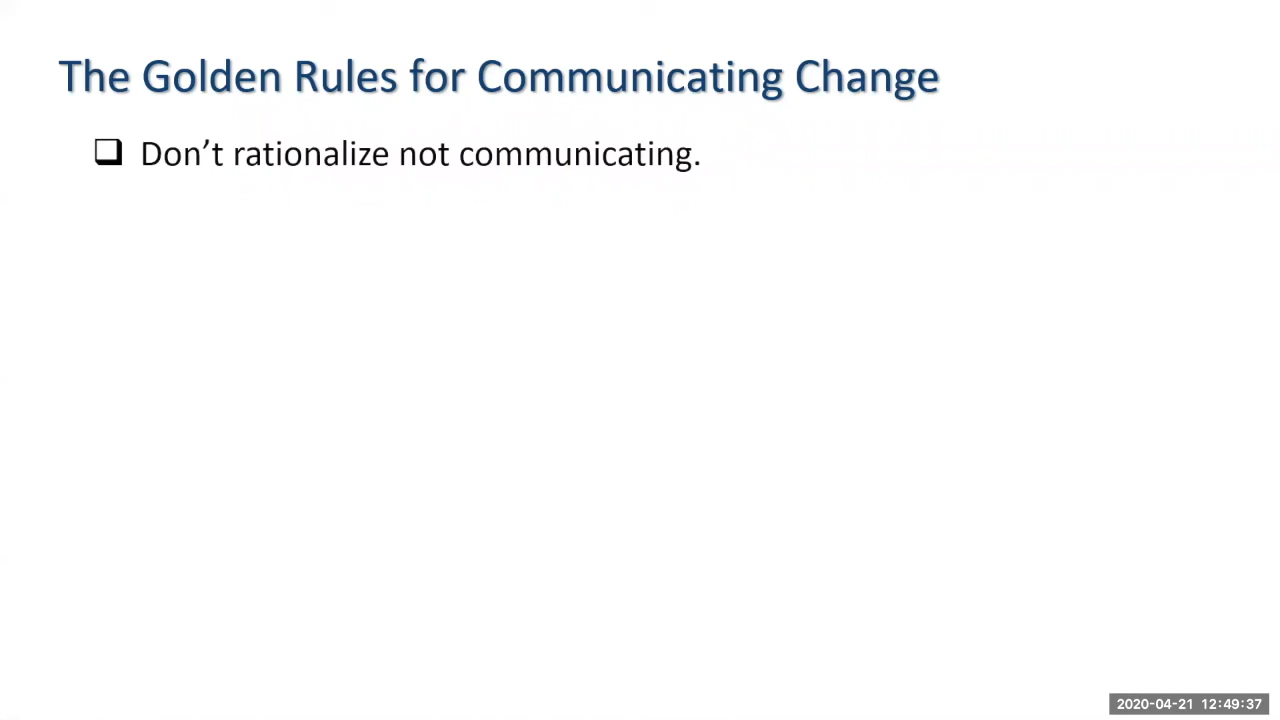 The Golden Rules for Communicating Change
❑ Don’t rationalize not communicating.
2020-04-21 12:49:37